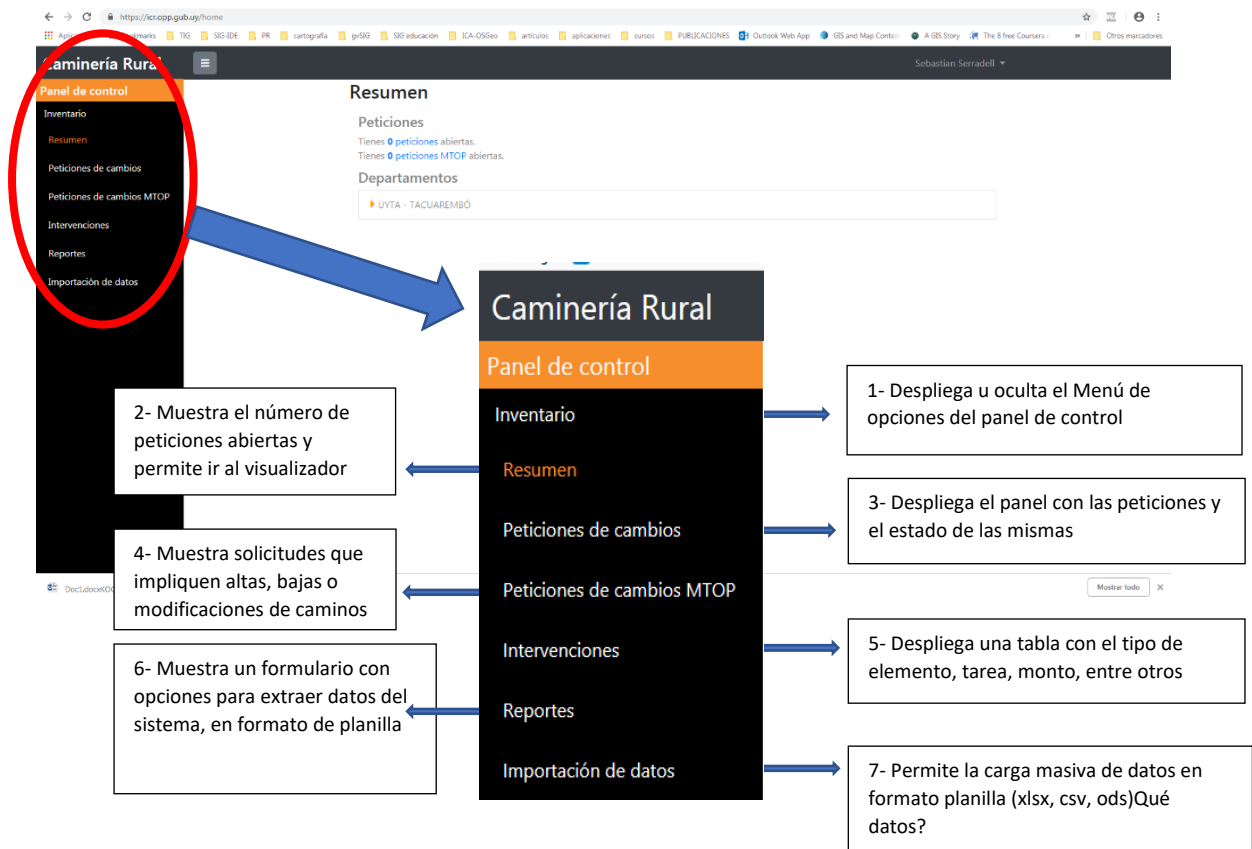 https://icr.opp.gub.uy/home
TIG SIG-IDE PR cartografía gvSIG SIG educación ICA-OSGeo artículos aplicaciones cursos PUBLICACIONES Outlook Web App GIS and Map Contes A GIS Story The 8 free Coursera c » Otros marcadores
Caminería Rural
Sebastian Serradell
Panel de control
Inventario
Resumen
Peticiones de cambios
Peticiones de cambios MTOP
Intervenciones
Reportes
Importación de datos
Resumen
Peticiones
Tienes 0 peticiones abiertas.
Tienes 0 peticiones MTOP abiertas.
Departamentos
UYTA - TACUAREMBÓ
Caminería Rural
Panel de control
Inventario
Resumen
Peticiones de cambios
Peticiones de cambios MTOP
Intervenciones
Reportes
Importación de datos
1- Despliega u oculta el Menú de
opciones del panel de control
2- Muestra el número de
peticiones abiertas y
permite ir al visualizador
3- Despliega el panel con las peticiones y
el estado de las mismas
4- Muestra solicitudes que
impliquen altas, bajas o
modificaciones de caminos
5- Despliega una tabla con el tipo de
elemento, tarea, monto, entre otros
6- Muestra un formulario con
opciones para extraer datos del
sistema, en formato de planilla
7- Permite la carga masiva de datos en
formato planilla (xlsx, csv, ods)Qué
datos?
Mostrar todo